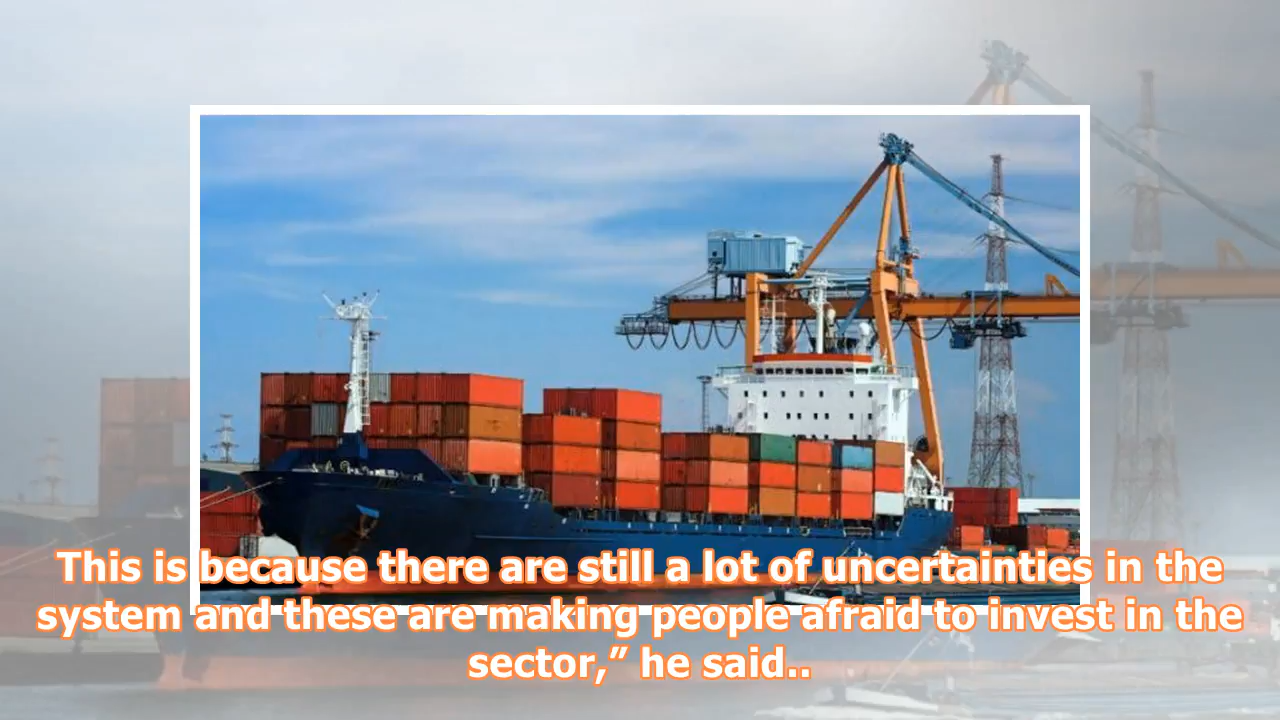 This is because there are still a lot of uncertainties in the
system and these are making people afraid to invest in the
sector,” he said..